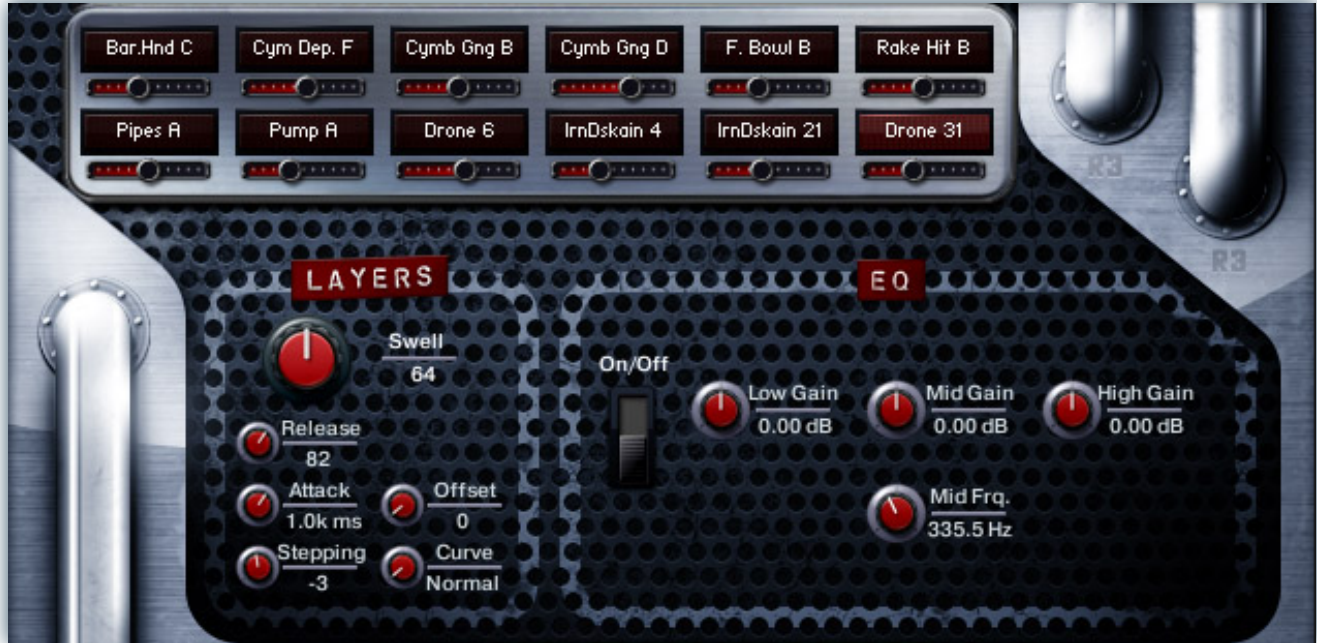 Bar.Hnd C
Cym Dep. F
Cymb Gng B
Cymb Gng D
F. Bowl B
Rake Hit B
Pipes A
Pump A
Drone 6
IrnDskain 4
IrnDskain 21
Drone 31
R3
R3
LAYERS
Swell
64
Release
82
Attack
1.0k ms
Offset
0
Stepping
-3
Curve
Normal
EQ
On/Off
Low Gain
0.00 dB
Mid Gain
0.00 dB
High Gain
0.00 dB
Mid Frq.
335.5 Hz